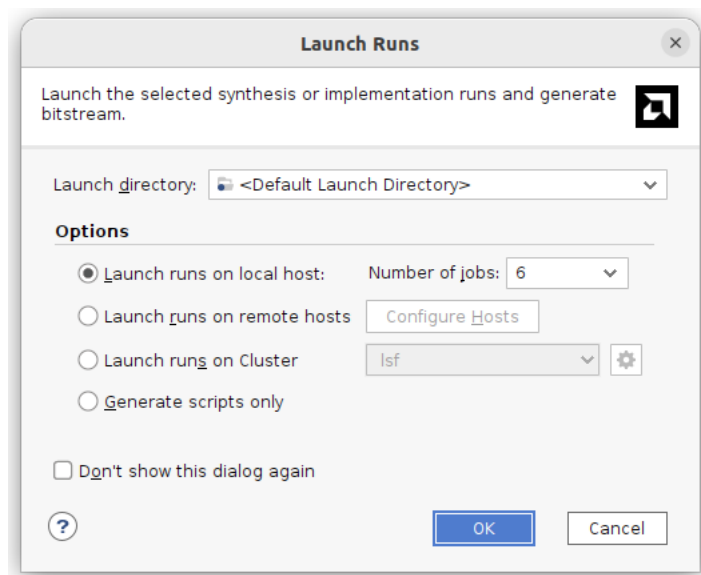 Launch Runs
Launch the selected synthesis or implementation runs and generate
bitstream.
Launch directory: <Default Launch Directory>
Options
Launch runs on local host: Number of jobs: 6
Launch runs on remote hosts Configure Hosts
Launch runs on Cluster lsf
Generate scripts only
Don't show this dialog again
? OK Cancel